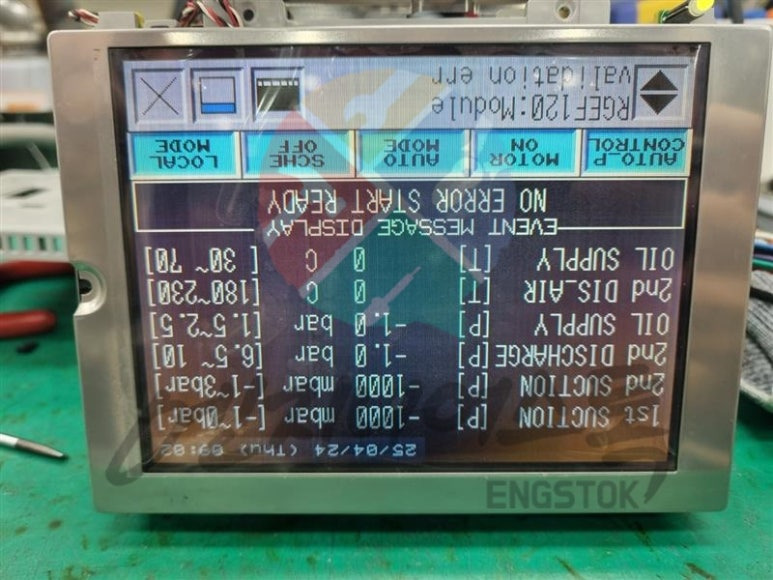 25/04/24 (Thu) 09:02
1st SUCTION [P] -1000 mbar [-1~0bar]
2nd SUCTION [P] -1000 mbar [-1~3bar]
2nd DISCHARGE[P] -1.0 bar [6.5~ 10]
OIL SUPPLY [P] -1.0 bar [1.5~2.5]
2nd DIS_AIR [T] 0 C [180~230]
OIL SUPPLY [T] 0 C [ 30~ 70]
EVENT MESSAGE DISPLAY
NO ERROR START READY
AUTO_P MOTOR AUTO SCHE LOCAL
CONTROL ON MODE OFF MODE
RGEF120:Module
validation err
ENGSTOK